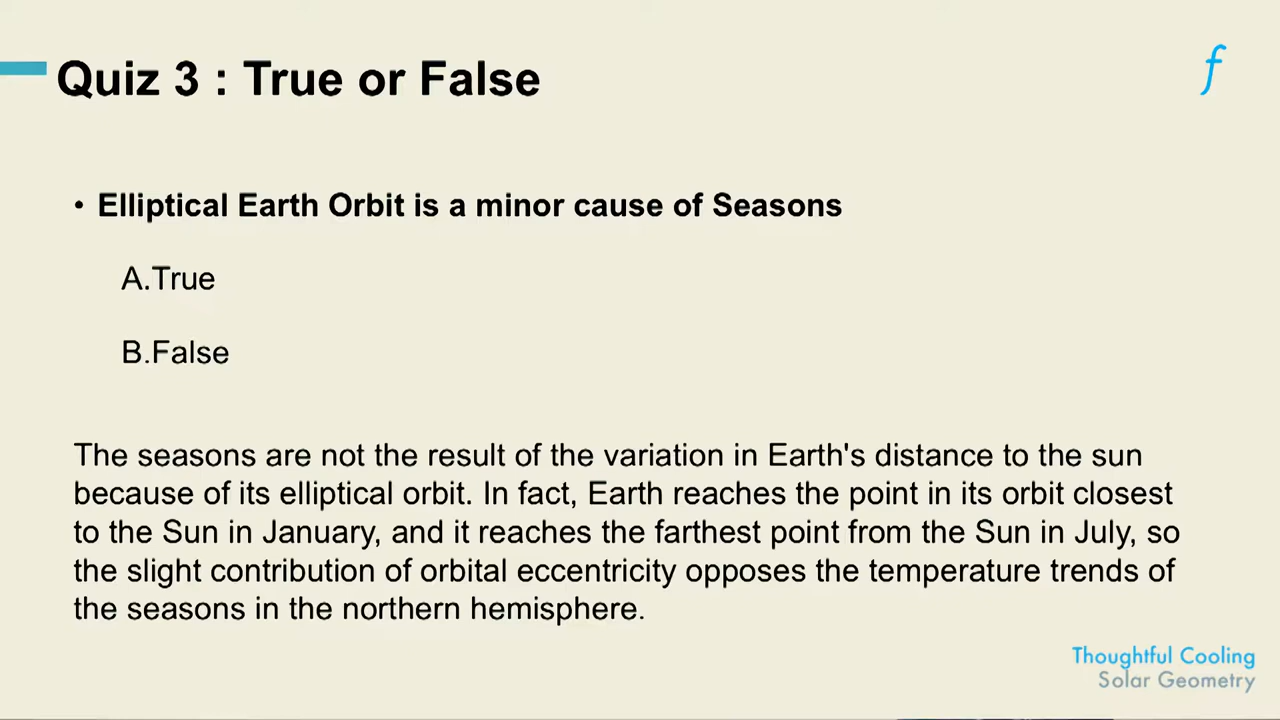 Quiz 3 : True or False
f
• Elliptical Earth Orbit is a minor cause of Seasons
A.True
B.False
The seasons are not the result of the variation in Earth's distance to the sun
because of its elliptical orbit. In fact, Earth reaches the point in its orbit closest
to the Sun in January, and it reaches the farthest point from the Sun in July, so
the slight contribution of orbital eccentricity opposes the temperature trends of
the seasons in the northern hemisphere.
Thoughtful Cooling
Solar Geometry